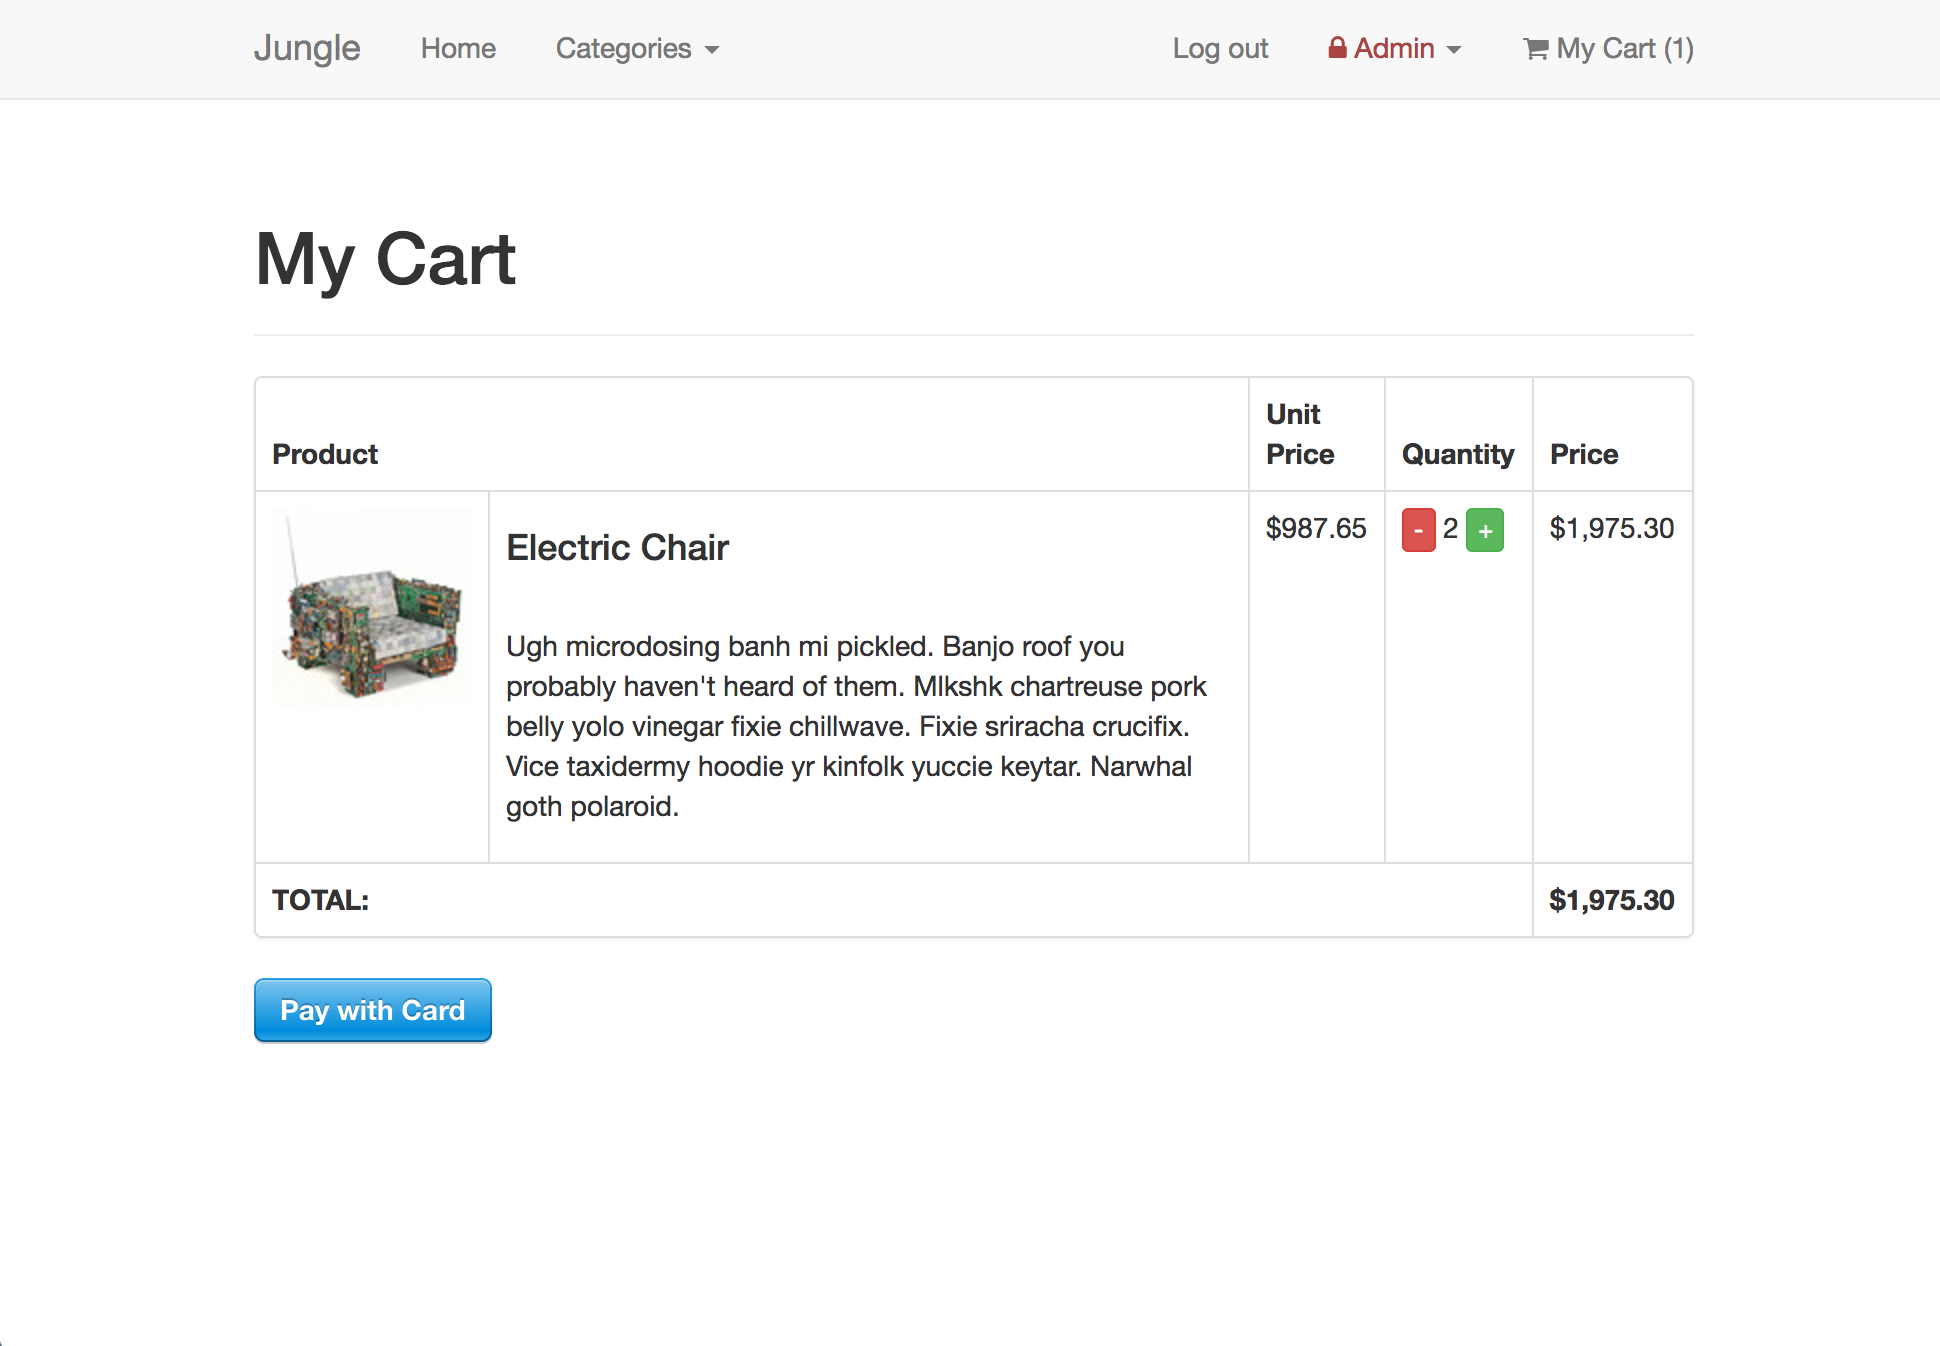 Jungle Home Categories Log out Admin My Cart (1)
My Cart
Product Unit Price Quantity Price
Electric Chair $987.65 - 2 + $1,975.30
Ugh microdosing banh mi pickled. Banjo roof you
probably haven't heard of them. Mlkshk chartreuse pork
belly yolo vinegar fixie chillwave. Fixie sriracha crucifix.
Vice taxidermy hoodie yr kinfolk yuccie keytar. Narwhal
goth polaroid.
TOTAL: $1,975.30
Pay with Card